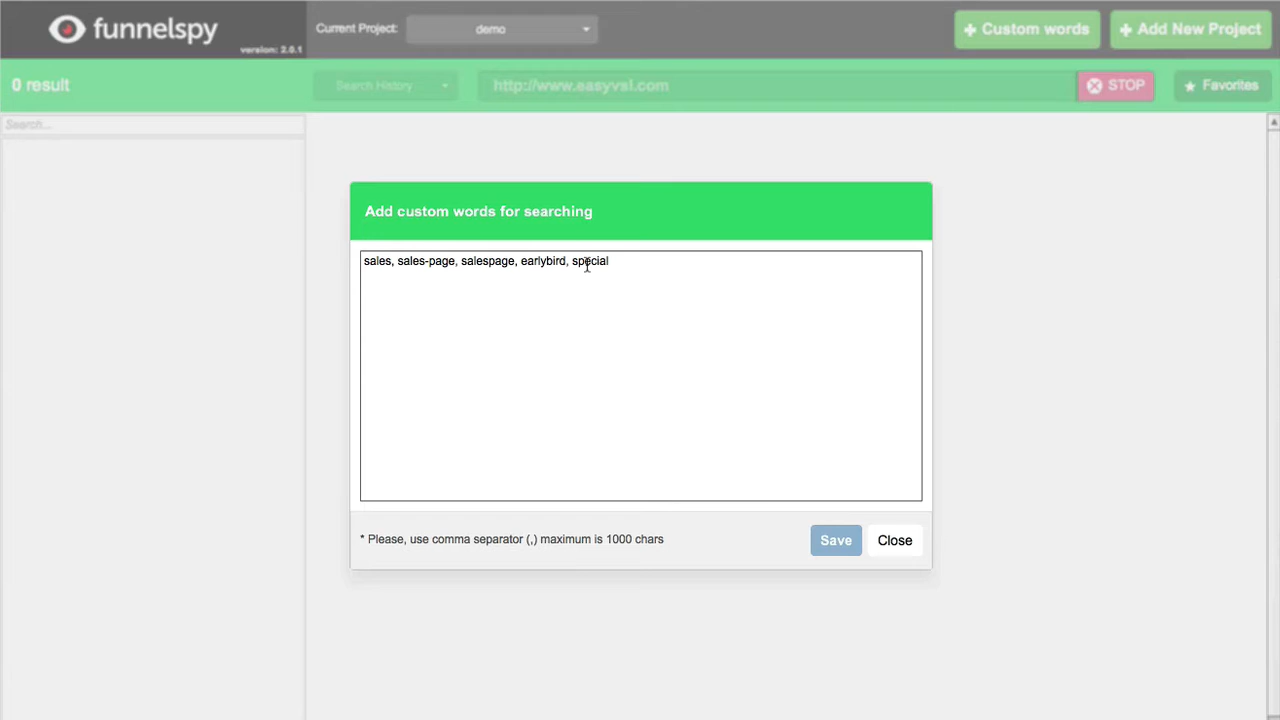 funnelspy
version: 2.0.1
Current Project:
demo
Custom words
Add New Project
0 result
Search History
http://www.easyvsl.com
STOP
Favorites
Search...
Add custom words for searching
sales, sales-page, salespage, earlybird, special
* Please, use comma separator (,) maximum is 1000 chars
Save
Close